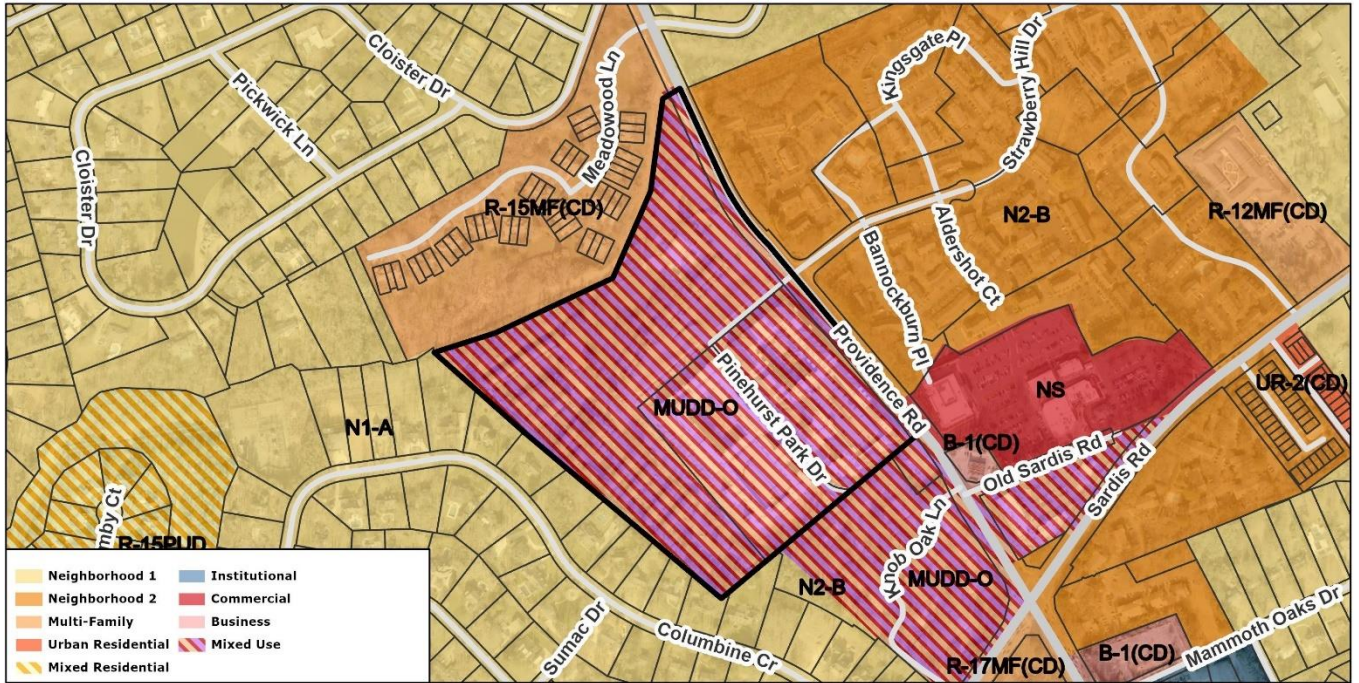 Cloister Dr
Pickwick Ln
Cloister Dr
Meadowood Ln
R-15MF(CD)
Kingsgate Pl
Strawberry Hill Dr
N2-B
R-12MF(CD)
Aldershot Ct
Bannockburn Pl
Providence Rd
Pinehurst Park Dr
MUDD-O
NS
UR-2(CD)
B-1(CD)
Old Sardis Rd
Sardis Rd
N1-A
mby Ct
R-15PUD
Knob Oak Ln
MUDD-O
N2-B
Columbine Cr
Sumac Dr
R-17MF(CD)
B-1(CD)
Mammoth Oaks Dr
Neighborhood 1
Neighborhood 2
Multi-Family
Urban Residential
Mixed Residential
Institutional
Commercial
Business
Mixed Use